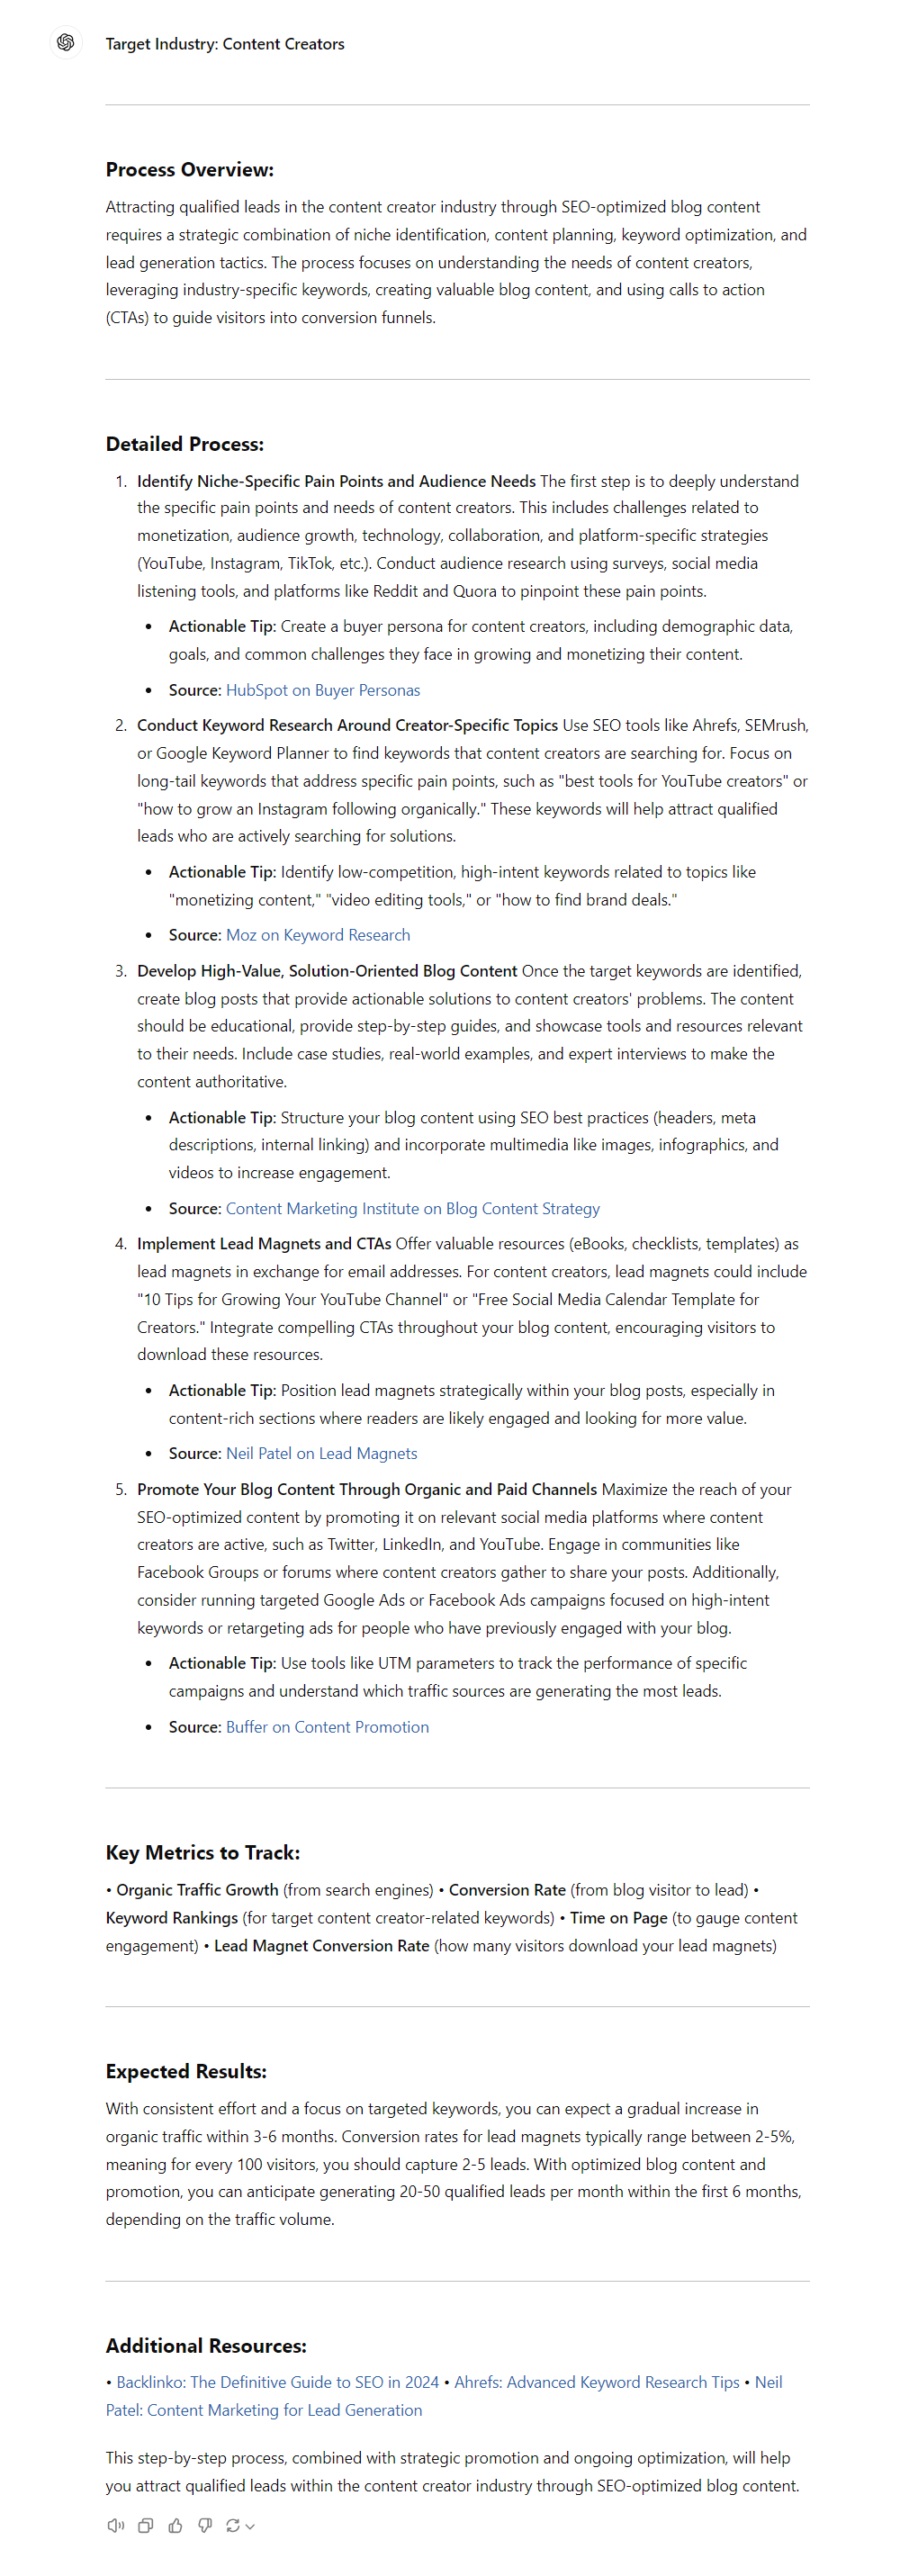 Target Industry: Content Creators
Process Overview:
Attracting qualified leads in the content creator industry through SEO-optimized blog content
requires a strategic combination of niche identification, content planning, keyword optimization, and
lead generation tactics. The process focuses on understanding the needs of content creators,
leveraging industry-specific keywords, creating valuable blog content, and using calls to action
(CTAs) to guide visitors into conversion funnels.
Detailed Process:
1. Identify Niche-Specific Pain Points and Audience Needs The first step is to deeply understand
the specific pain points and needs of content creators. This includes challenges related to
monetization, audience growth, technology, collaboration, and platform-specific strategies
(YouTube, Instagram, TikTok, etc.). Conduct audience research using surveys, social media
listening tools, and platforms like Reddit and Quora to pinpoint these pain points.
• Actionable Tip: Create a buyer persona for content creators, including demographic data,
goals, and common challenges they face in growing and monetizing their content.
• Source: HubSpot on Buyer Personas
2. Conduct Keyword Research Around Creator-Specific Topics Use SEO tools like Ahrefs, SEMrush,
or Google Keyword Planner to find keywords that content creators are searching for. Focus on
long-tail keywords that address specific pain points, such as "best tools for YouTube creators" or
"how to grow an Instagram following organically." These keywords will help attract qualified
leads who are actively searching for solutions.
• Actionable Tip: Identify low-competition, high-intent keywords related to topics like
"monetizing content," "video editing tools," or "how to find brand deals."
• Source: Moz on Keyword Research
3. Develop High-Value, Solution-Oriented Blog Content Once the target keywords are identified,
create blog posts that provide actionable solutions to content creators' problems. The content
should be educational, provide step-by-step guides, and showcase tools and resources relevant
to their needs. Include case studies, real-world examples, and expert interviews to make the
content authoritative.
• Actionable Tip: Structure your blog content using SEO best practices (headers, meta
descriptions, internal linking) and incorporate multimedia like images, infographics, and
videos to increase engagement.
• Source: Content Marketing Institute on Blog Content Strategy
4. Implement Lead Magnets and CTAs Offer valuable resources (eBooks, checklists, templates) as
lead magnets in exchange for email addresses. For content creators, lead magnets could include
"10 Tips for Growing Your YouTube Channel" or "Free Social Media Calendar Template for
Creators." Integrate compelling CTAs throughout your blog content, encouraging visitors to
download these resources.
• Actionable Tip: Position lead magnets strategically within your blog posts, especially in
content-rich sections where readers are likely engaged and looking for more value.
• Source: Neil Patel on Lead Magnets
5. Promote Your Blog Content Through Organic and Paid Channels Maximize the reach of your
SEO-optimized content by promoting it on relevant social media platforms where content
creators are active, such as Twitter, LinkedIn, and YouTube. Engage in communities like
Facebook Groups or forums where content creators gather to share your posts. Additionally,
consider running targeted Google Ads or Facebook Ads campaigns focused on high-intent
keywords or retargeting ads for people who have previously engaged with your blog.
• Actionable Tip: Use tools like UTM parameters to track the performance of specific
campaigns and understand which traffic sources are generating the most leads.
• Source: Buffer on Content Promotion
Key Metrics to Track:
• Organic Traffic Growth (from search engines) • Conversion Rate (from blog visitor to lead) •
Keyword Rankings (for target content creator-related keywords) • Time on Page (to gauge content
engagement) • Lead Magnet Conversion Rate (how many visitors download your lead magnets)
Expected Results:
With consistent effort and a focus on targeted keywords, you can expect a gradual increase in
organic traffic within 3-6 months. Conversion rates for lead magnets typically range between 2-5%,
meaning for every 100 visitors, you should capture 2-5 leads. With optimized blog content and
promotion, you can anticipate generating 20-50 qualified leads per month within the first 6 months,
depending on the traffic volume.
Additional Resources:
• Backlinko: The Definitive Guide to SEO in 2024 • Ahrefs: Advanced Keyword Research Tips • Neil
Patel: Content Marketing for Lead Generation
This step-by-step process, combined with strategic promotion and ongoing optimization, will help
you attract qualified leads within the content creator industry through SEO-optimized blog content.